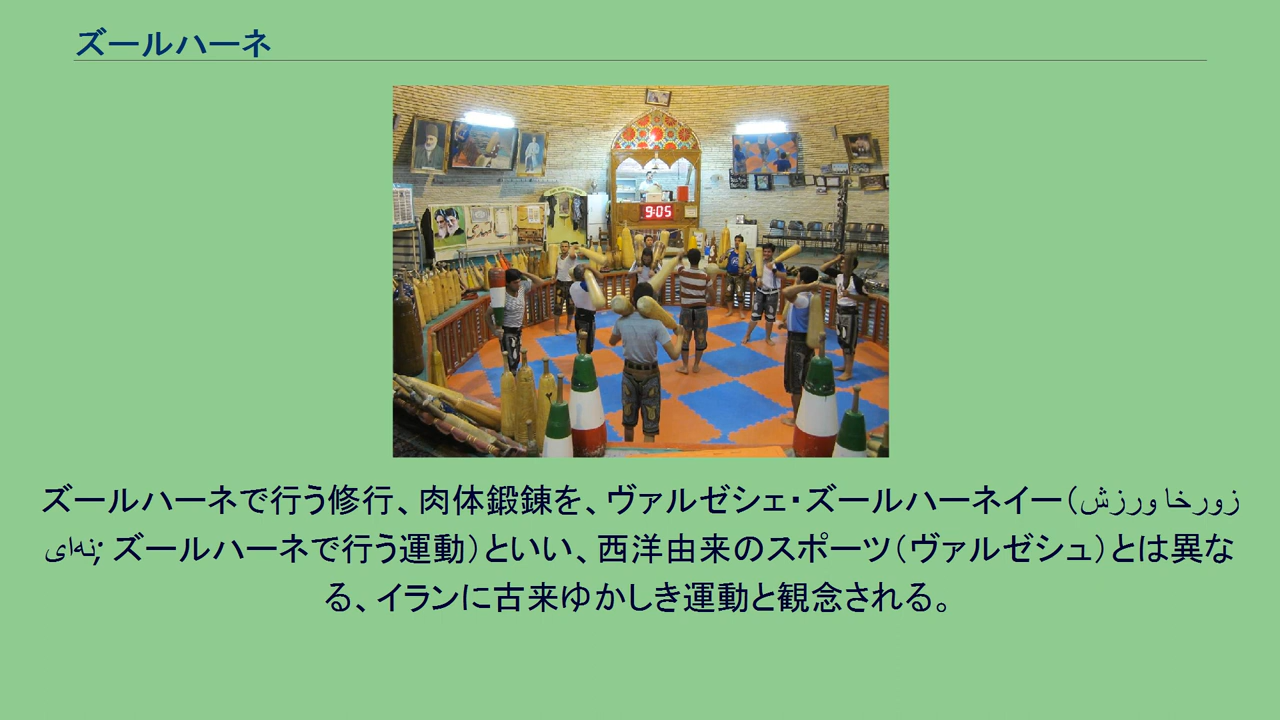 ズールハーネ
9:05
ズールハーネで行う修行、肉体鍛錬を、ヴァルゼシェ・ズールハーネイー(ورزش زورخا
نه‌ای; ズールハーネで行う運動)といい、西洋由来のスポーツ(ヴァルゼシュ)とは異な
る、イランに古来ゆかしき運動と観念される。